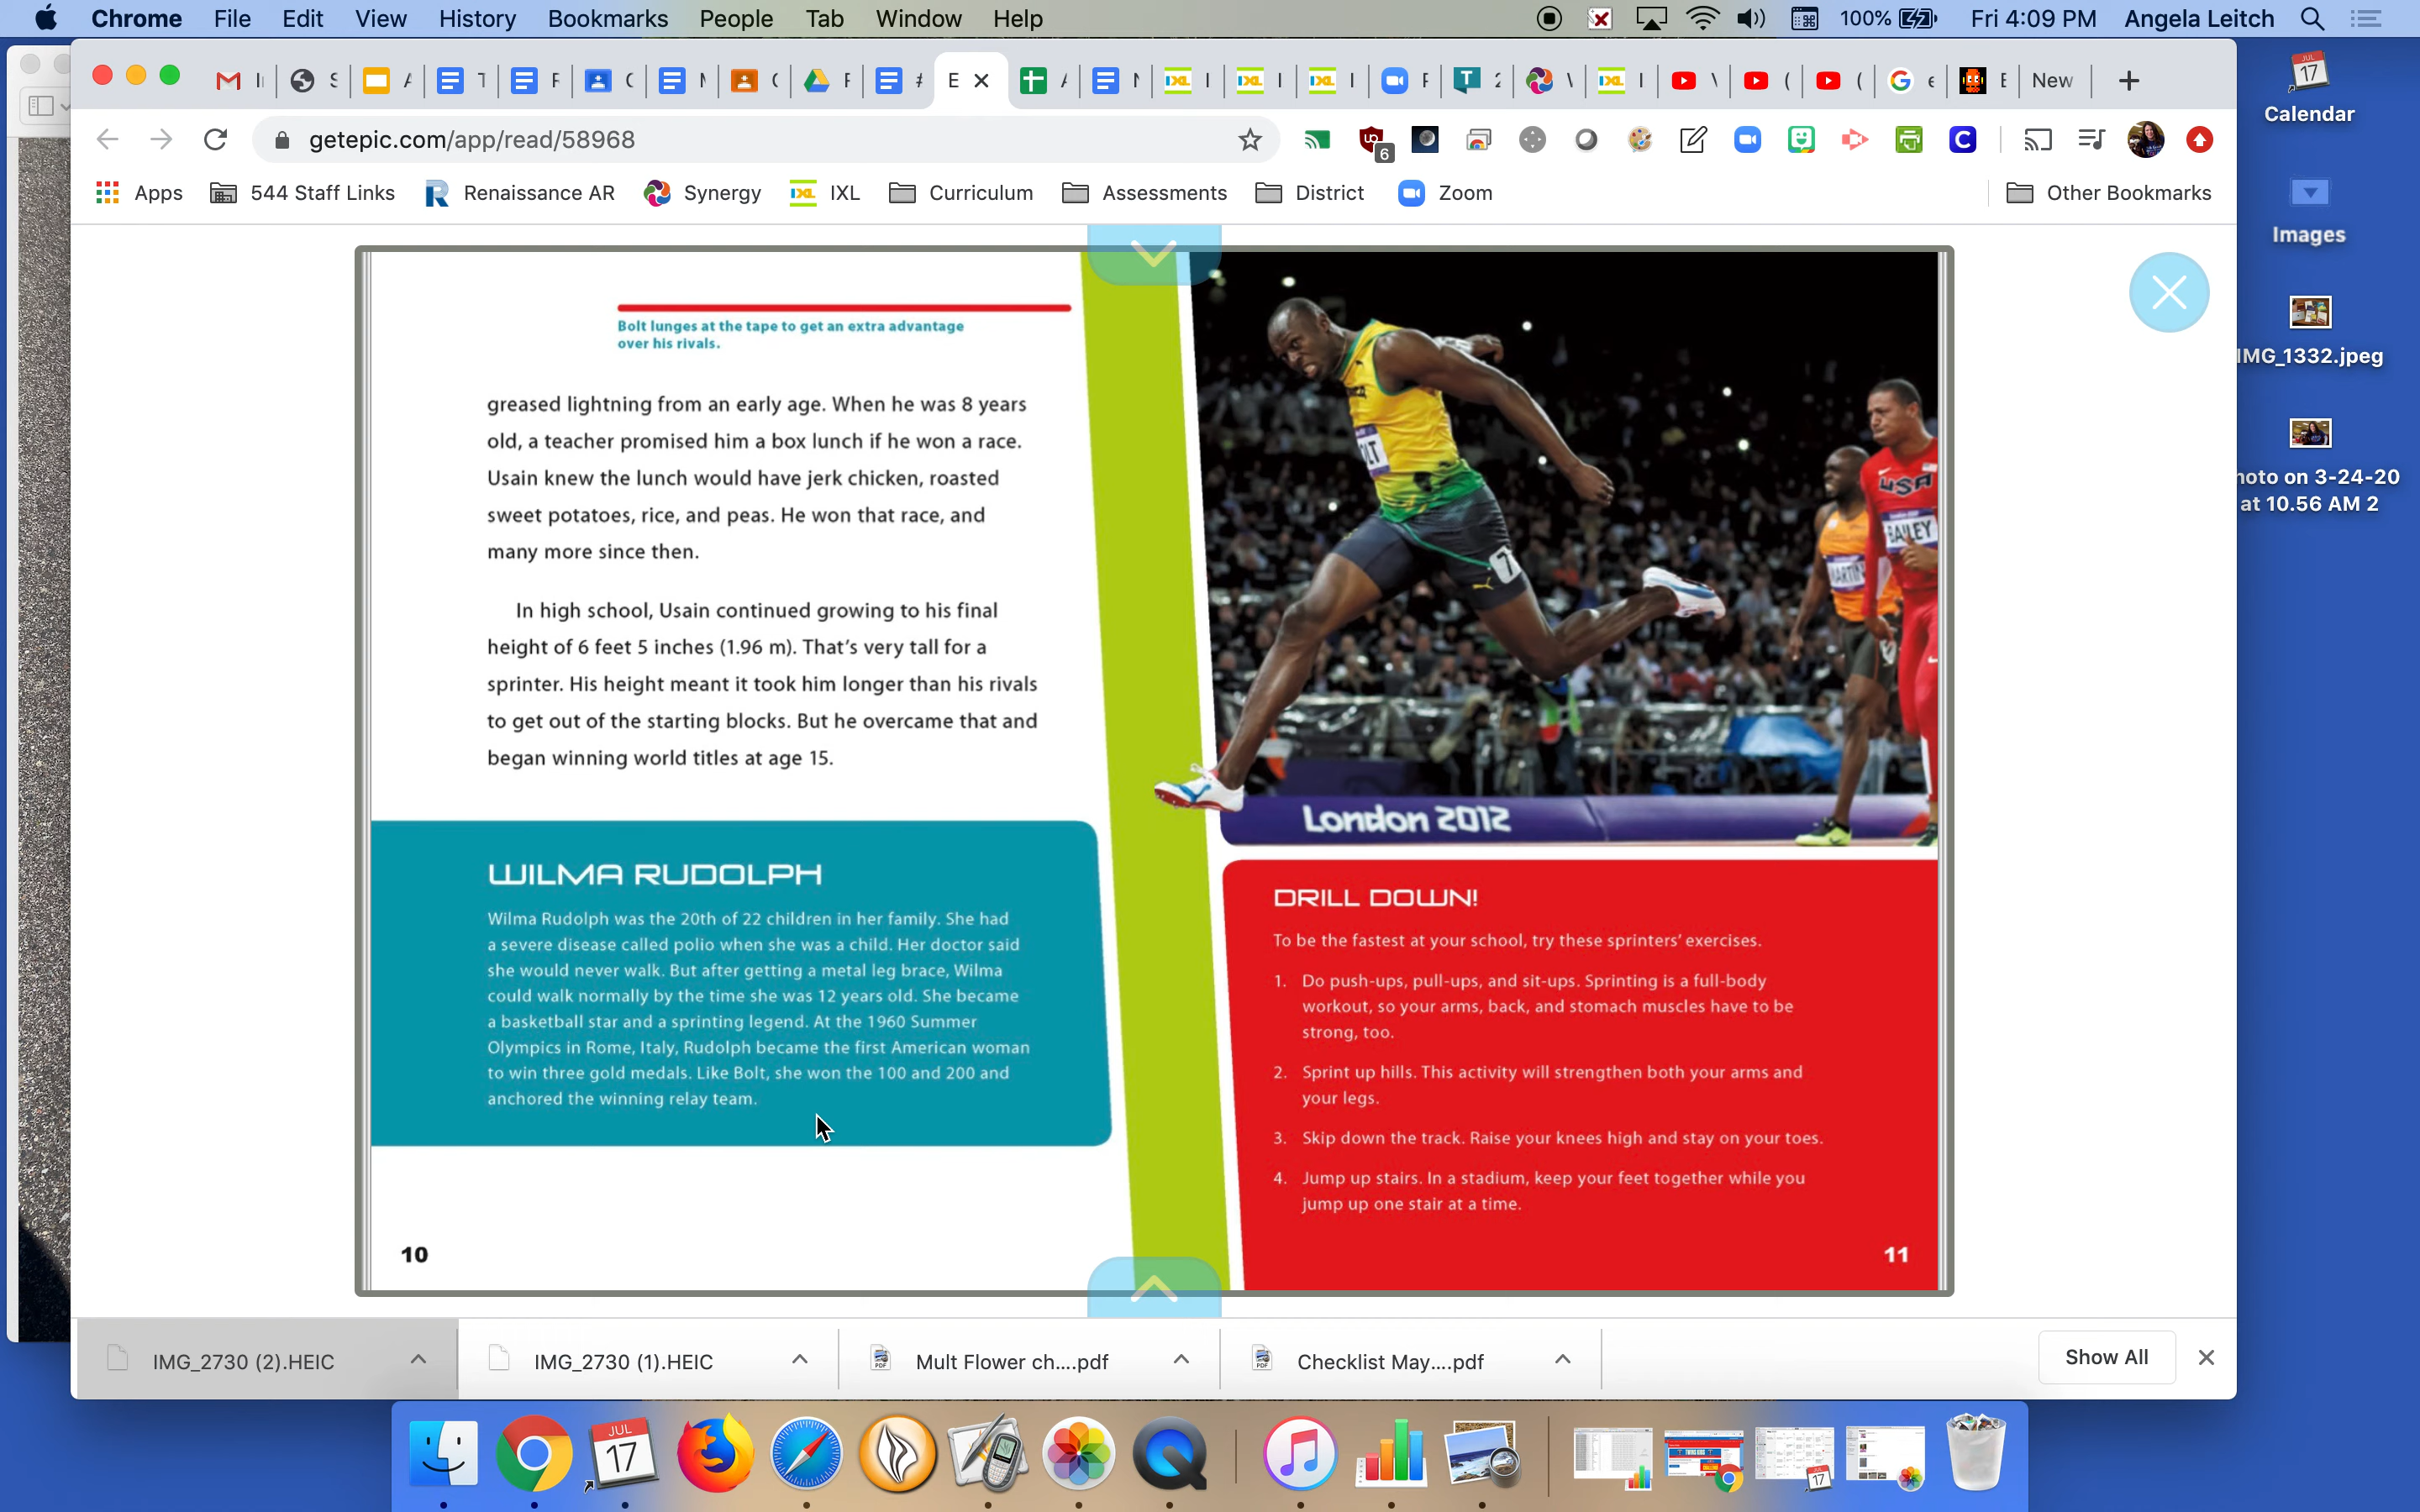 Chrome File Edit View History Bookmarks People Tab Window Help 100% Fri 4:09 PM Angela Leitch
New
getepic.com/app/read/58968
6
Apps 544 Staff Links Renaissance AR Synergy IXL Curriculum Assessments District Zoom Other Bookmarks
JUL
17
Calendar
Images
IMG_1332.jpeg
on 3-24-20
at 10.56 AM 2
Bolt lunges at the tape to get an extra advantage
over his rivals.
greased lightning from an early age. When he was 8 years
old, a teacher promised him a box lunch if he won a race.
Usain knew the lunch would have jerk chicken, roasted
sweet potatoes, rice, and peas. He won that race, and
many more since then.
In high school, Usain continued growing to his final
height of 6 feet 5 inches (1.96 m). That's very tall for a
sprinter. His height meant it took him longer than his rivals
to get out of the starting blocks. But he overcame that and
began winning world titles at age 15.
WILMA RUDOLPH
Wilma Rudolph was the 20th of 22 children in her family. She had
a severe disease called polio when she was a child. Her doctor said
she would never walk. But after getting a metal leg brace, Wilma
could walk normally by the time she was 12 years old. She became
a basketball star and a sprinting legend. At the 1960 Summer
Olympics in Rome, Italy, Rudolph became the first American woman
to win three gold medals. Like Bolt, she won the 100 and 200 and
anchored the winning relay team.
10
7
USA
BAILEY
MARTIN
London 2012
DRILL DOWN!
To be the fastest at your school, try these sprinters' exercises.
1. Do push-ups, pull-ups, and sit-ups. Sprinting is a full-body
workout, so your arms, back, and stomach muscles have to be
strong, too.
2. Sprint up hills. This activity will strengthen both your arms and
your legs.
3. Skip down the track. Raise your knees high and stay on your toes.
4. Jump up stairs. In a stadium, keep your feet together while you
jump up one stair at a time.
11
IMG_2730 (2).HEIC IMG_2730 (1).HEIC Mult Flower ch....pdf Checklist May....pdf Show All
JUL
17